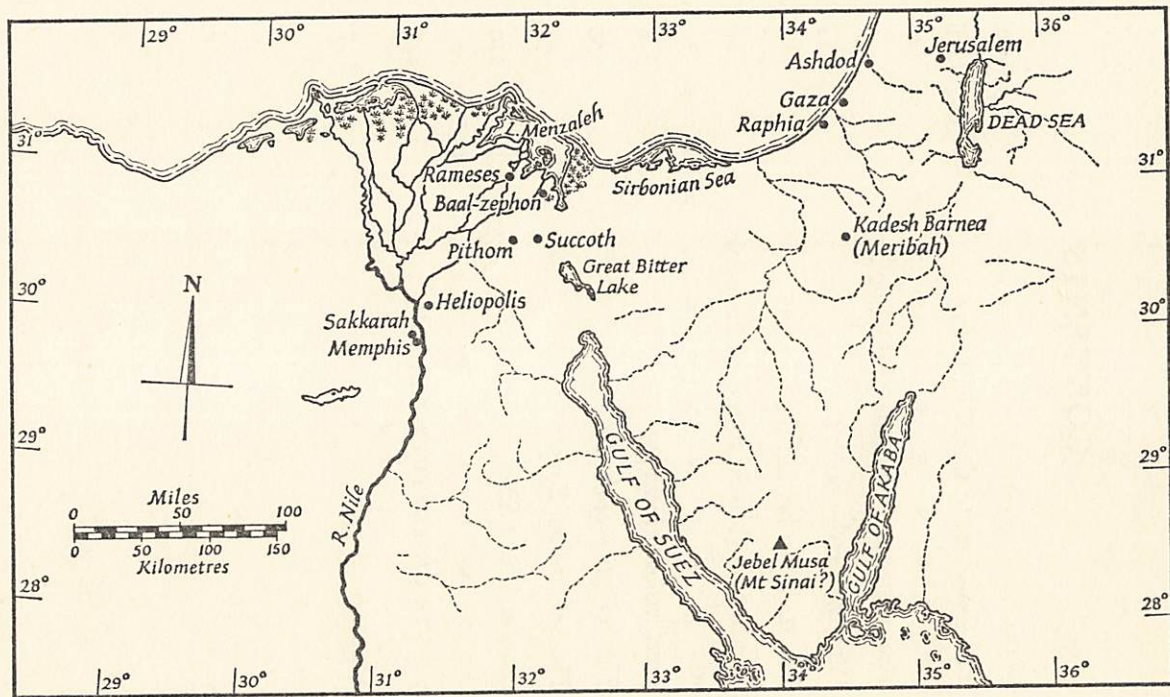 29°
30°
31°
32°
33°
34°
35°
36°
Jerusalem
Ashdod
Gaza
Raphia
DEAD SEA
31°
L. Menzaleh
31°
Rameses
Sirbonian Sea
Baal-zephon
Kadesh Barnea
(Meribah)
Pithom
Succoth
Great Bitter
Lake
30°
N
Heliopolis
30°
Sakkarah
Memphis
29°
GULF OF SUEZ
GULF OF AKABA
29°
Miles
0 50 100
0 50 100 150
Kilometres
R. Nile
Jebel Musa
(Mt Sinai?)
28°
28°
29°
30°
31°
32°
33°
34°
35°
36°